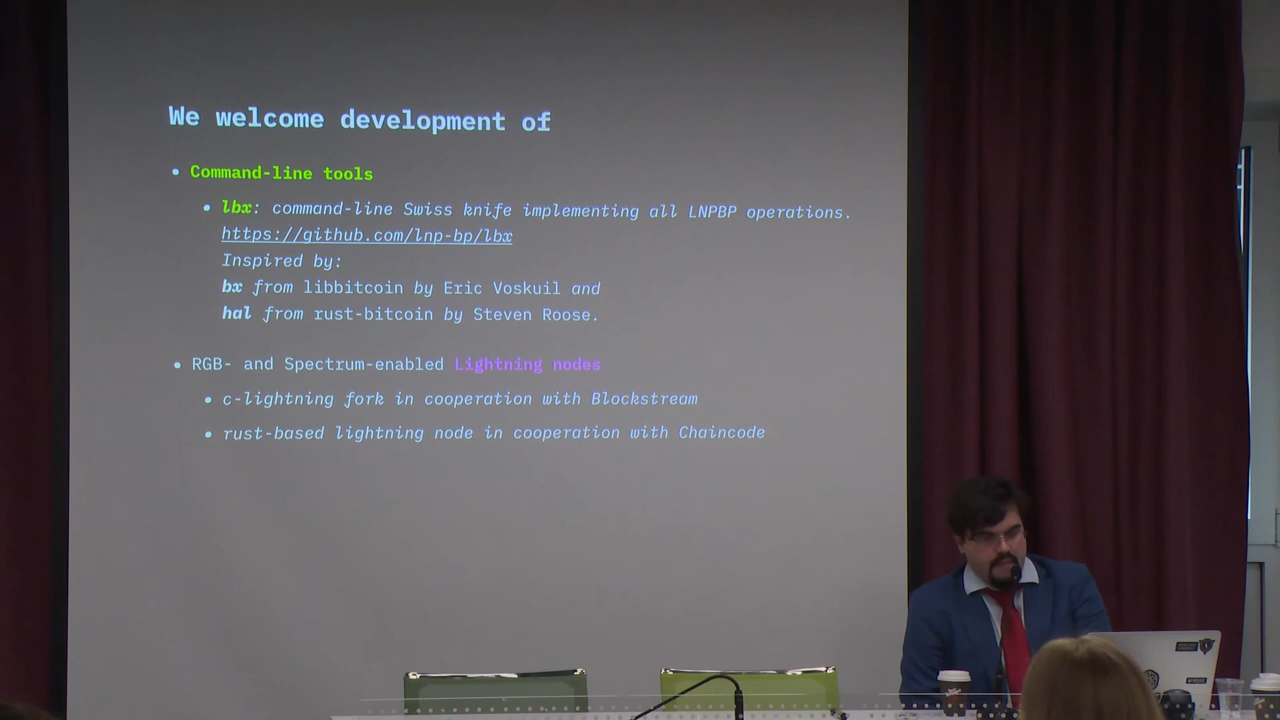 We welcome development of
• Command-line tools
• lbx: command-line Swiss knife implementing all LNPBP operations.
https://github.com/lnp-bp/lbx
Inspired by:
bx from libbitcoin by Eric Voskuil and
hal from rust-bitcoin by Steven Roose.
• RGB- and Spectrum-enabled Lightning nodes
• c-lightning fork in cooperation with Blockstream
• rust-based lightning node in cooperation with Chaincode